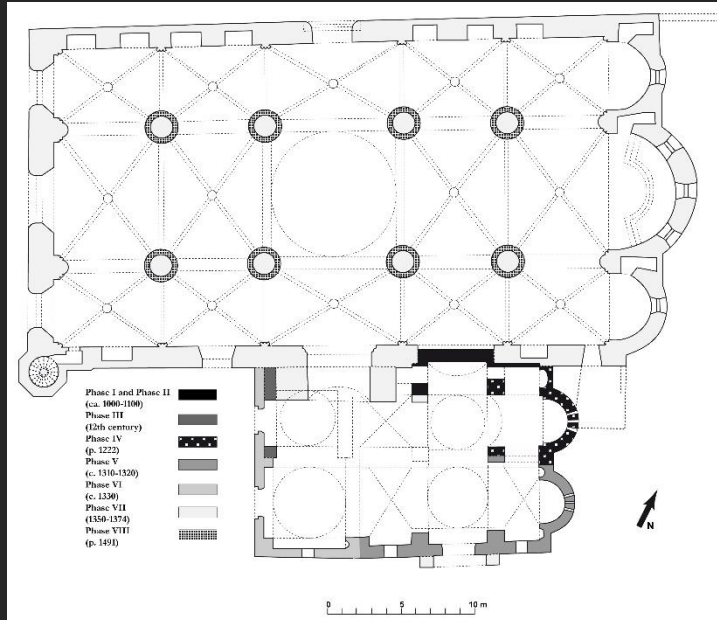 Phase I and Phase II
(ca. 1000-1100)
Phase III
(12th century)
Phase IV
(p. 1222)
Phase V
(c. 1310-1320)
Phase VI
(c. 1330)
Phase VII
(1350-1374)
Phase VIII
(p. 1491)
N
0 5 10 m